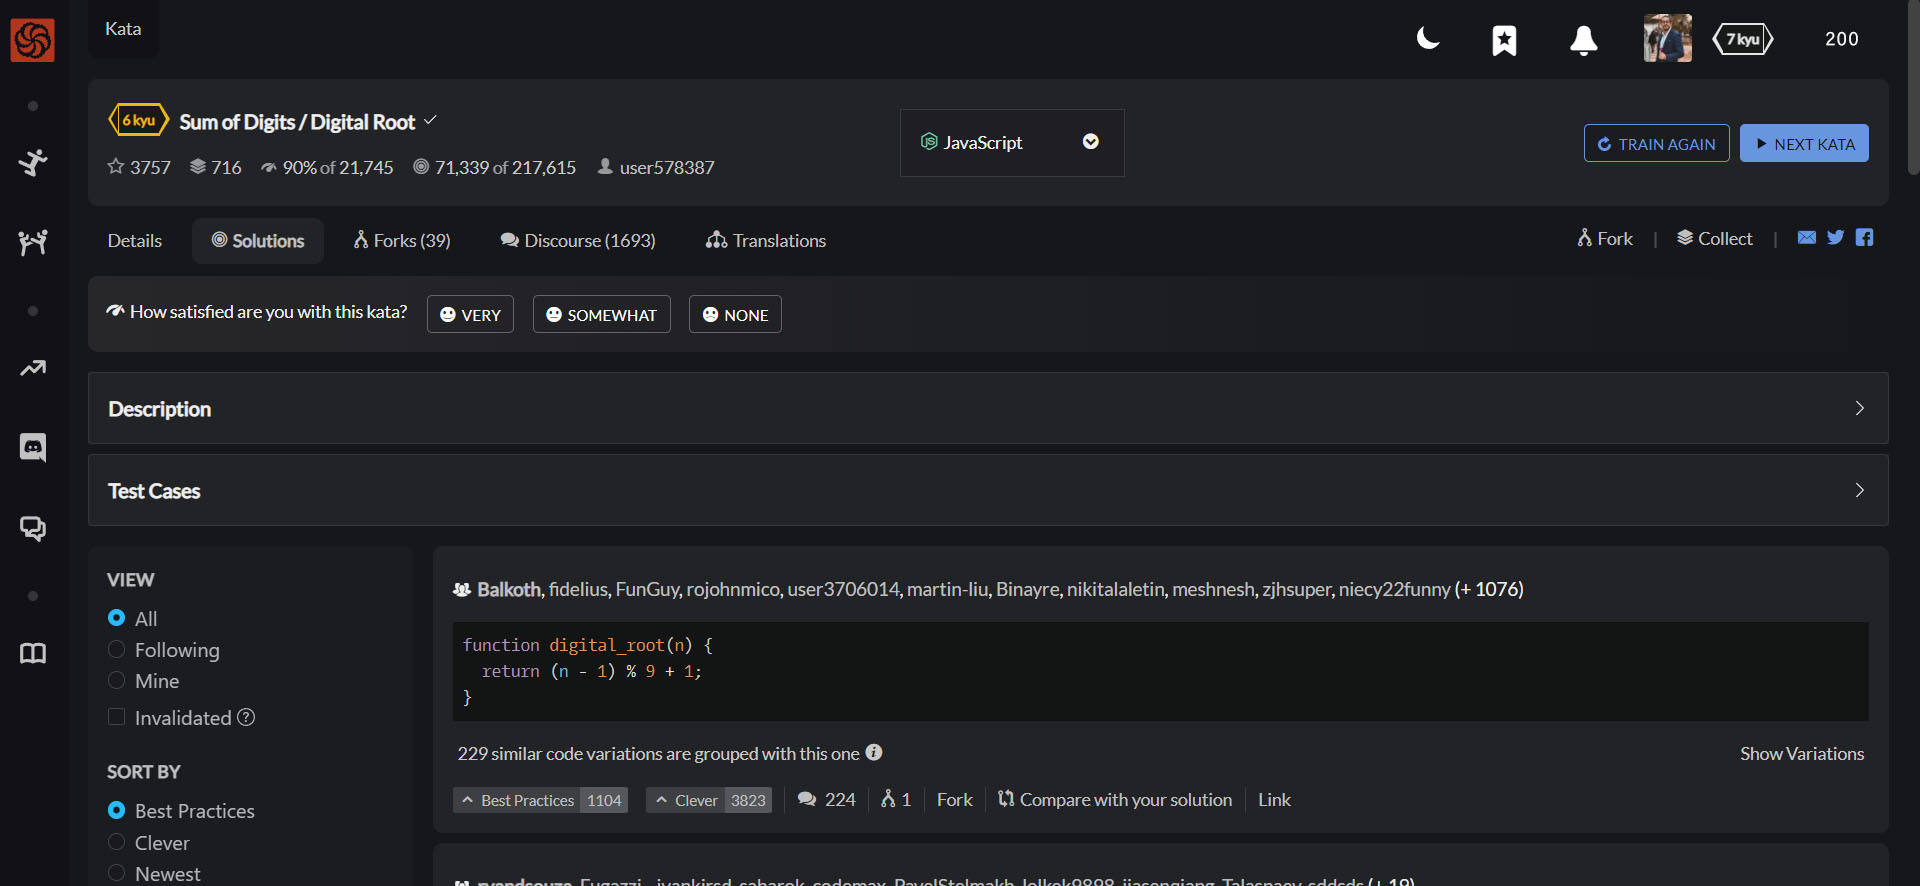 Kata
7 kyu
200
6 kyu
Sum of Digits / Digital Root
3757
716
90% of 21,745
71,339 of 217,615
user578387
JavaScript
TRAIN AGAIN
NEXT KATA
Details
Solutions
Forks (39)
Discourse (1693)
Translations
Fork
Collect
How satisfied are you with this kata?
VERY
SOMEWHAT
NONE
Description
Test Cases
VIEW
All
Following
Mine
Invalidated
SORT BY
Best Practices
Clever
Newest
Balkoth, fidelius, FunGuy, rojohnmico, user3706014, martin-liu, Binayre, nikitalaletin, meshnesh, zjhsuper, niecy22funny (+ 1076)
function digital_root(n) {
return (n - 1) % 9 + 1;
}
229 similar code variations are grouped with this one
Show Variations
Best Practices 1104
Clever 3823
224
1
Fork
Compare with your solution
Link